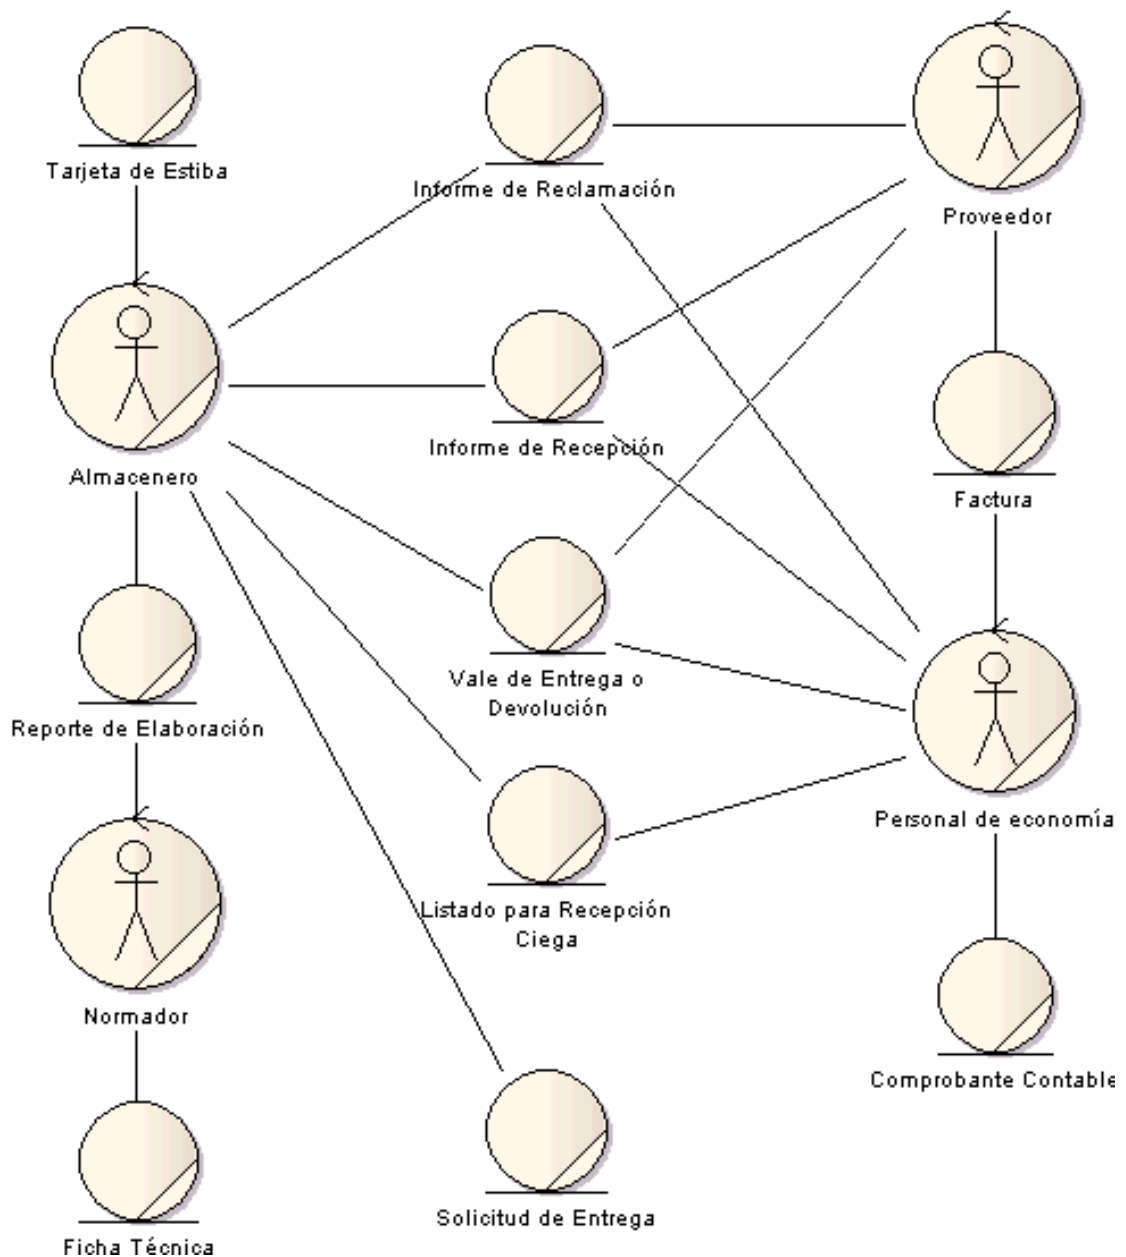 Tarjeta de Estiba
Informe de Reclamación
Proveedor
Almacenero
Informe de Recepción
Factura
Reporte de Elaboración
Vale de Entrega o
Devolución
Personal de economía
Normador
Listado para Recepción
Ciega
Comprobante Contable
Ficha Técnica
Solicitud de Entrega